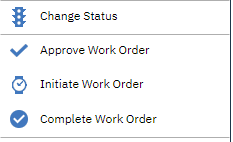 Change Status
Approve Work Order
Initiate Work Order
Complete Work Order